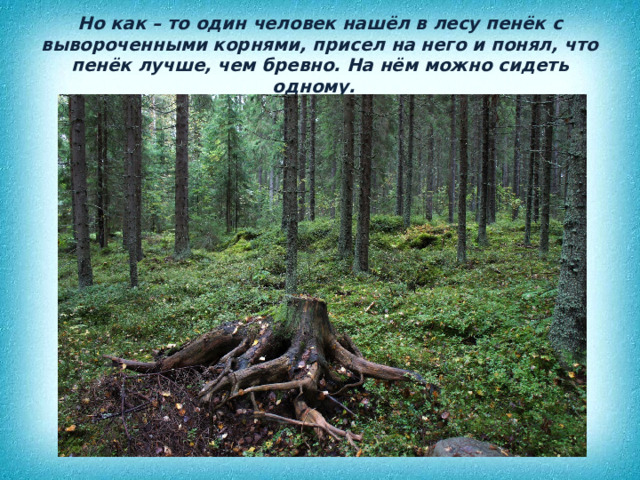 Но как – то один человек нашёл в лесу пенёк с
вывороченными корнями, присел на него и понял, что
пенёк лучше, чем бревно. На нём можно сидеть
одному.